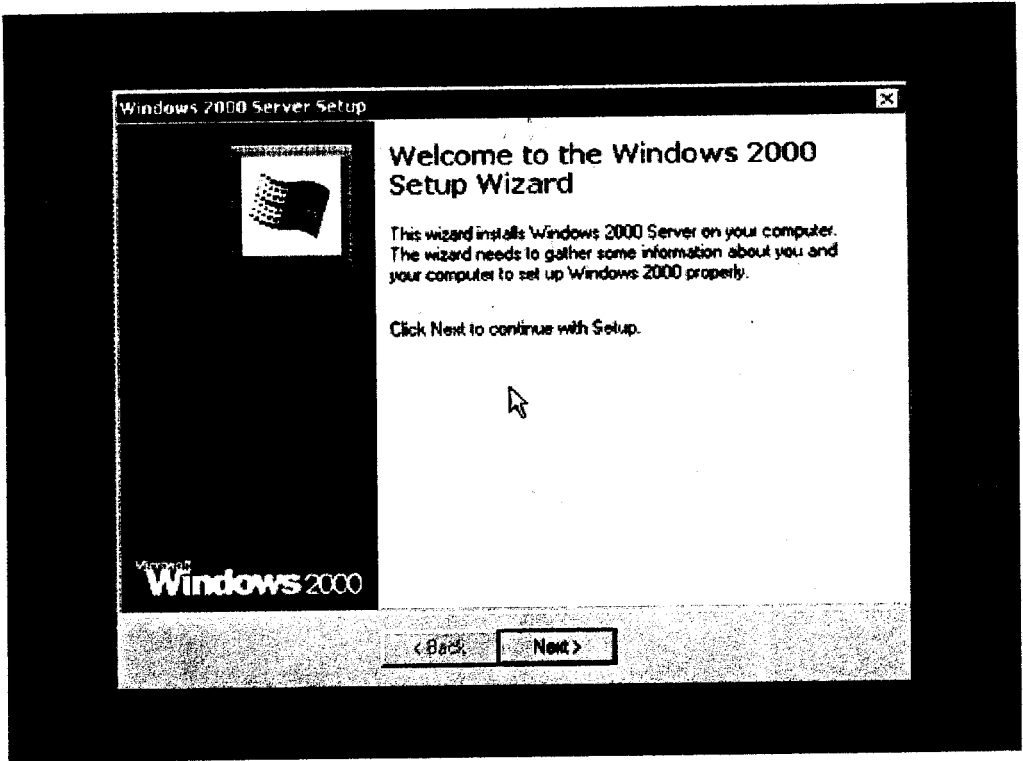 Windows 2000 Server Setup
Welcome to the Windows 2000
Setup Wizard
This wizard installs Windows 2000 Server on your computer.
The wizard needs to gather some information about you and
your computer to set up Windows 2000 properly.
Click Next to continue with Setup.
Microsoft
Windows 2000
< Back
Next >